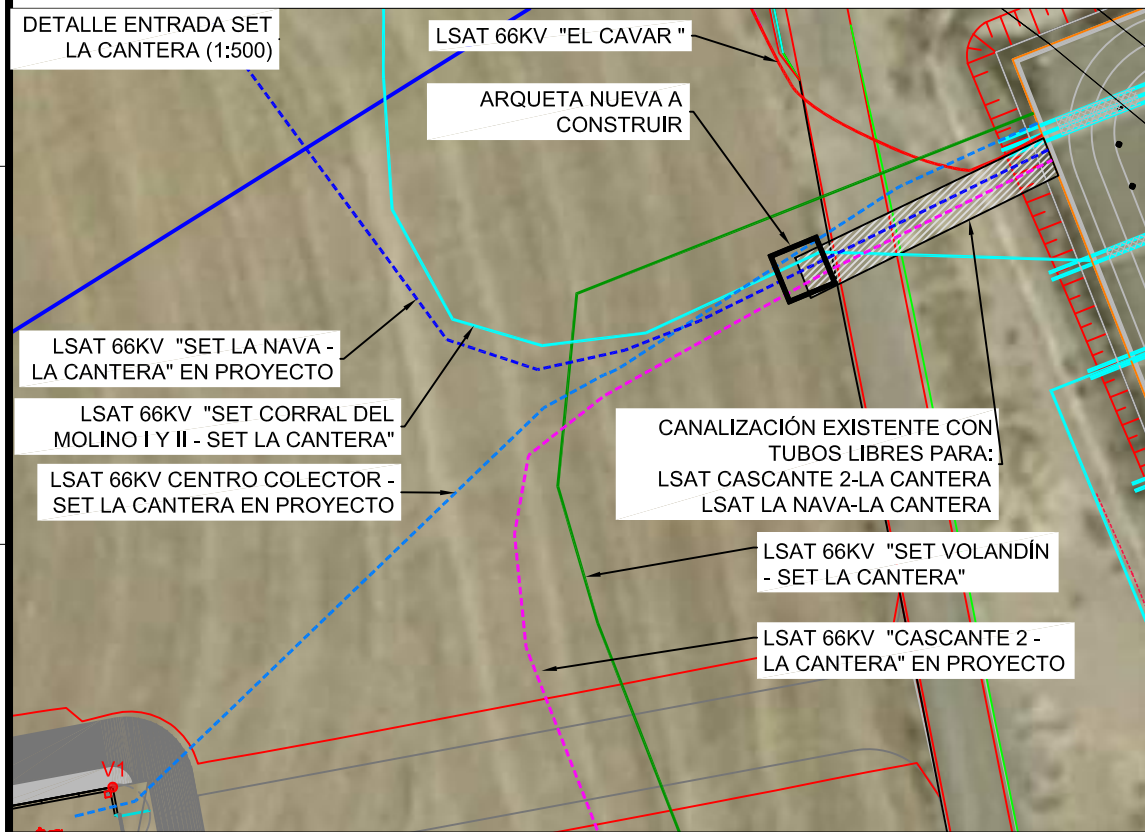 DETALLE ENTRADA SET
LA CANTERA (1:500)
LSAT 66KV "EL CAVAR "
ARQUETA NUEVA A
CONSTRUIR
LSAT 66KV "SET LA NAVA -
LA CANTERA" EN PROYECTO
LSAT 66KV "SET CORRAL DEL
MOLINO I Y II - SET LA CANTERA"
LSAT 66KV CENTRO COLECTOR -
SET LA CANTERA EN PROYECTO
CANALIZACIÓN EXISTENTE CON
TUBOS LIBRES PARA:
LSAT CASCANTE 2-LA CANTERA
LSAT LA NAVA-LA CANTERA
LSAT 66KV "SET VOLANDÍN
- SET LA CANTERA"
LSAT 66KV "CASCANTE 2 -
LA CANTERA" EN PROYECTO
V1